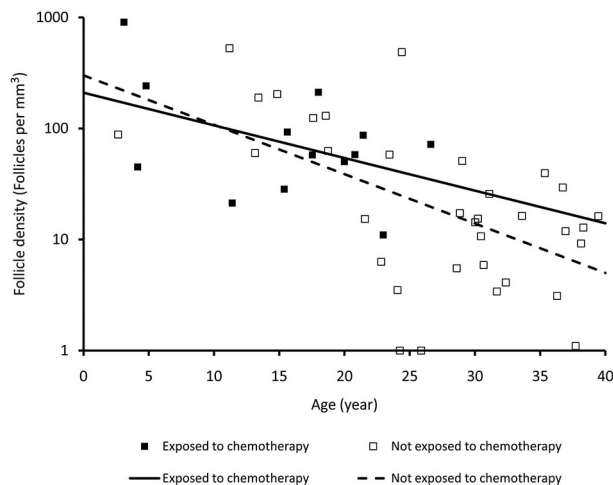 Follicle density (Follicles per mm³)
1000
100
10
1
0 5 10 15 20 25 30 35 40
Age (year)
Exposed to chemotherapy Not exposed to chemotherapy
Exposed to chemotherapy Not exposed to chemotherapy